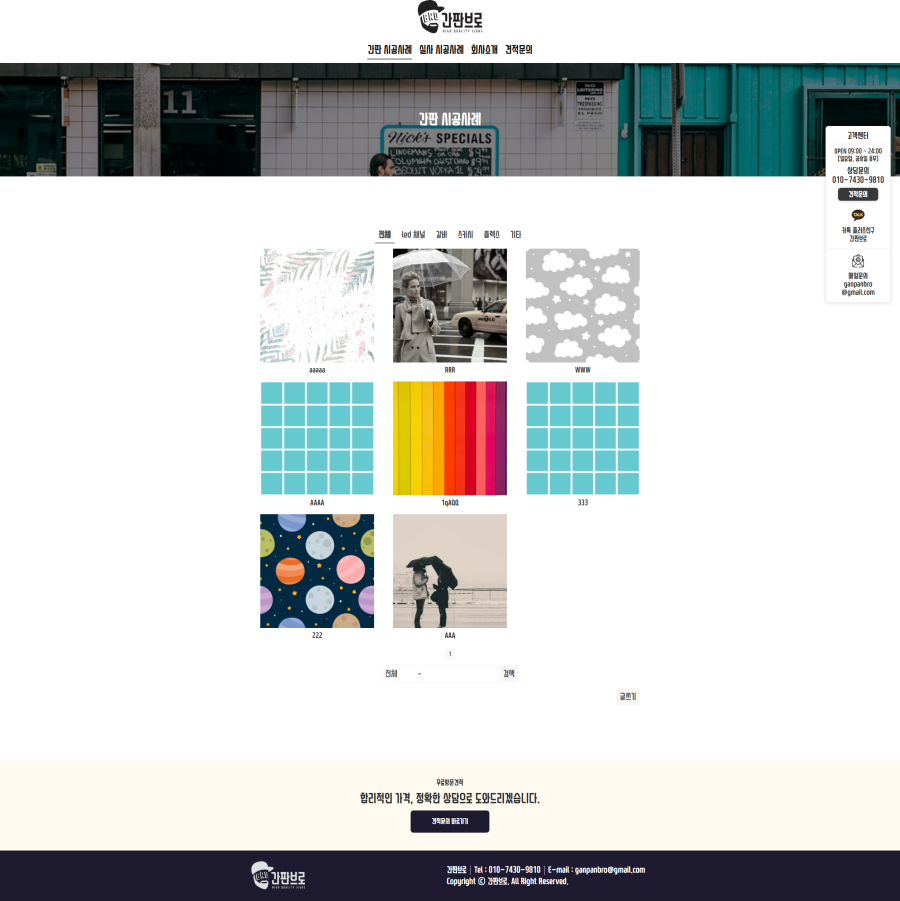 간판브로
HIGH QUALITY SIGNS
간판 시공사례 실사 시공사례 회사소개 견적문의
11
간판 시공사례
Nick's SPECIALS
NO
LOITERING
NO
TRESPASSING
고객센터
OPEN 09:00 - 24:00
[일요일, 공휴일 휴무]
상담문의
010-7430-9810
견적문의
TALK
카톡 플러스친구
간판브로
메일문의
ganpanbro
@gmail.com
전체 led 채널 갈바 스카시 플렉스 기타
aaaaa RRR WWW
AAAA 1qAQQ 333
222 AAA
1
전체 검색
글쓰기
무료방문견적
합리적인 가격, 정확한 상담으로 도와드리겠습니다.
견적문의 바로가기
간판브로
HIGH QUALITY SIGNS
간판브로 | Tel : 010-7430-9810 | E-mail : ganpanbro@gmail.com
Copyright ⓒ 간판브로. All Right Reserved.